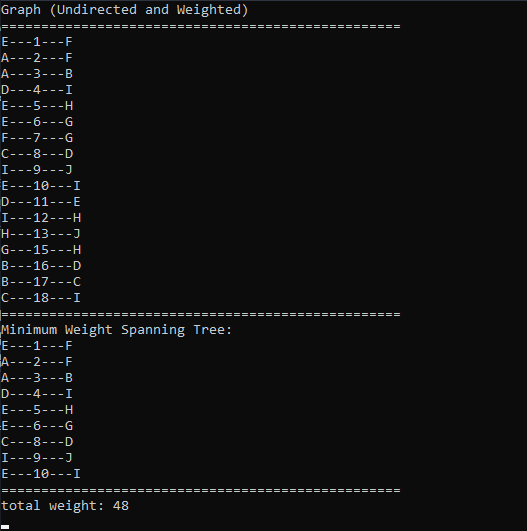 Graph (Undirected and Weighted)
==================================================
E---1---F
A---2---F
A---3---B
D---4---I
E---5---H
E---6---G
F---7---G
C---8---D
I---9---J
E---10---I
D---11---E
I---12---H
H---13---J
G---15---H
B---16---D
B---17---C
C---18---I
==================================================
Minimum Weight Spanning Tree:
E---1---F
A---2---F
A---3---B
D---4---I
E---5---H
E---6---G
C---8---D
I---9---J
E---10---I
==================================================
total weight: 48